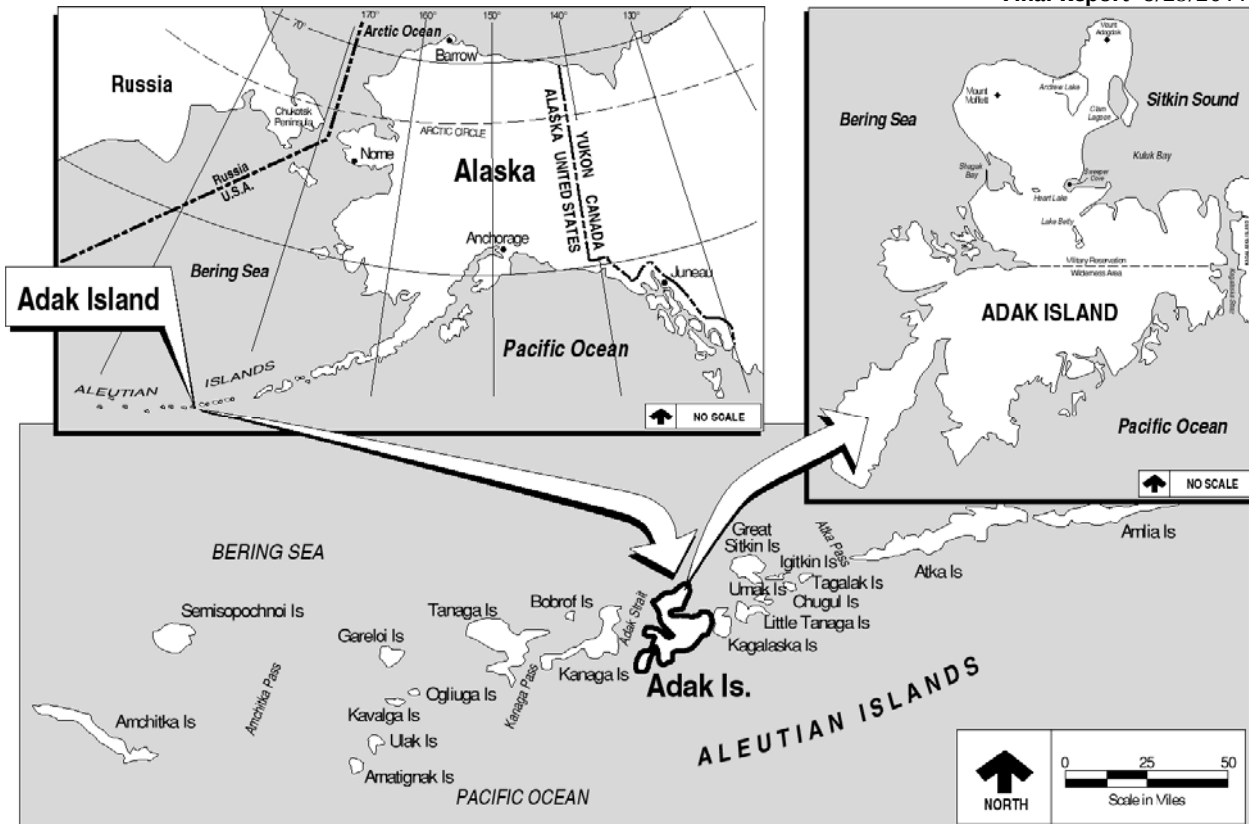 170°
160°
150°
140°
130°
70°
Arctic Ocean
Barrow
Russia
Chukotsk
Peninsula
ARCTIC CIRCLE
Nome
Russia
U.S.A.
Alaska
ALASKA UNITED STATES
YUKON CANADA
Anchorage
Juneau
Bering Sea
Adak Island
Pacific Ocean
ALEUTIAN ISLANDS
NO SCALE
Mount
Adagdak
Mount
Moffett
Andrew Lake
Clam
Lagoon
Sitkin Sound
Bering Sea
Kuluk Bay
Shagak
Bay
Sweeper
Cove
Heart Lake
Lake Betty
Military Reservation
Wilderness Area
ADAK ISLAND
Pacific Ocean
NO SCALE
BERING SEA
Great
Sitkin Is
Atka Pass
Igitkin Is
Amlia Is
Atka Is
Tagalak Is
Umak Is
Chugul Is
Little Tanaga Is
Kagalaska Is
Semisopochnoi Is
Tanaga Is
Bobrof Is
Adak Strait
Gareloi Is
Kanaga Is
Adak Is.
Amchitka Pass
Ogliuga Is
Kanaga Pass
Amchitka Is
Kavalga Is
Ulak Is
Amatignak Is
ALEUTIAN ISLANDS
PACIFIC OCEAN
NORTH
0 25 50
Scale in Miles